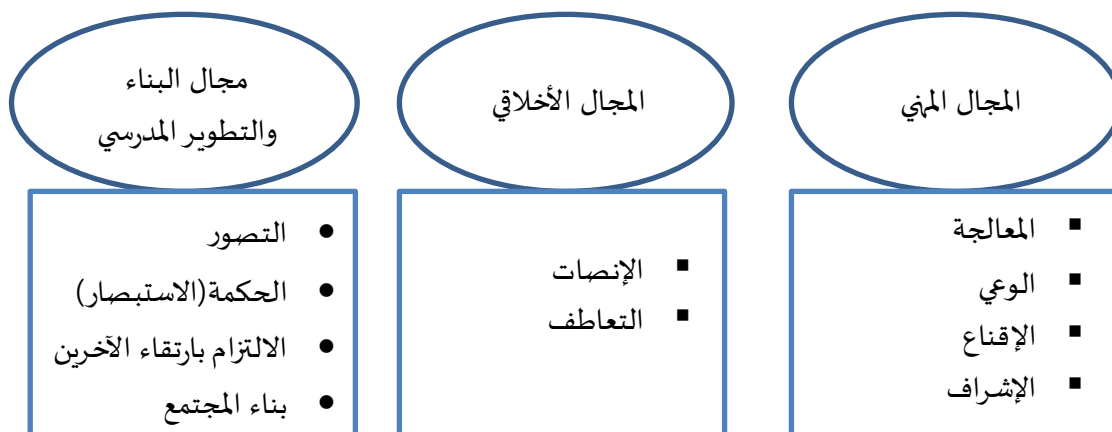 المجال المهني
المعالجة
الوعي
الإقناع
الإشراف
المجال الأخلاقي
الإنصات
التعاطف
مجال البناء
والتطوير المدرسي
التصور
الحكمة(الاستبصار)
الالتزام بارتقاء الآخرين
بناء المجتمع